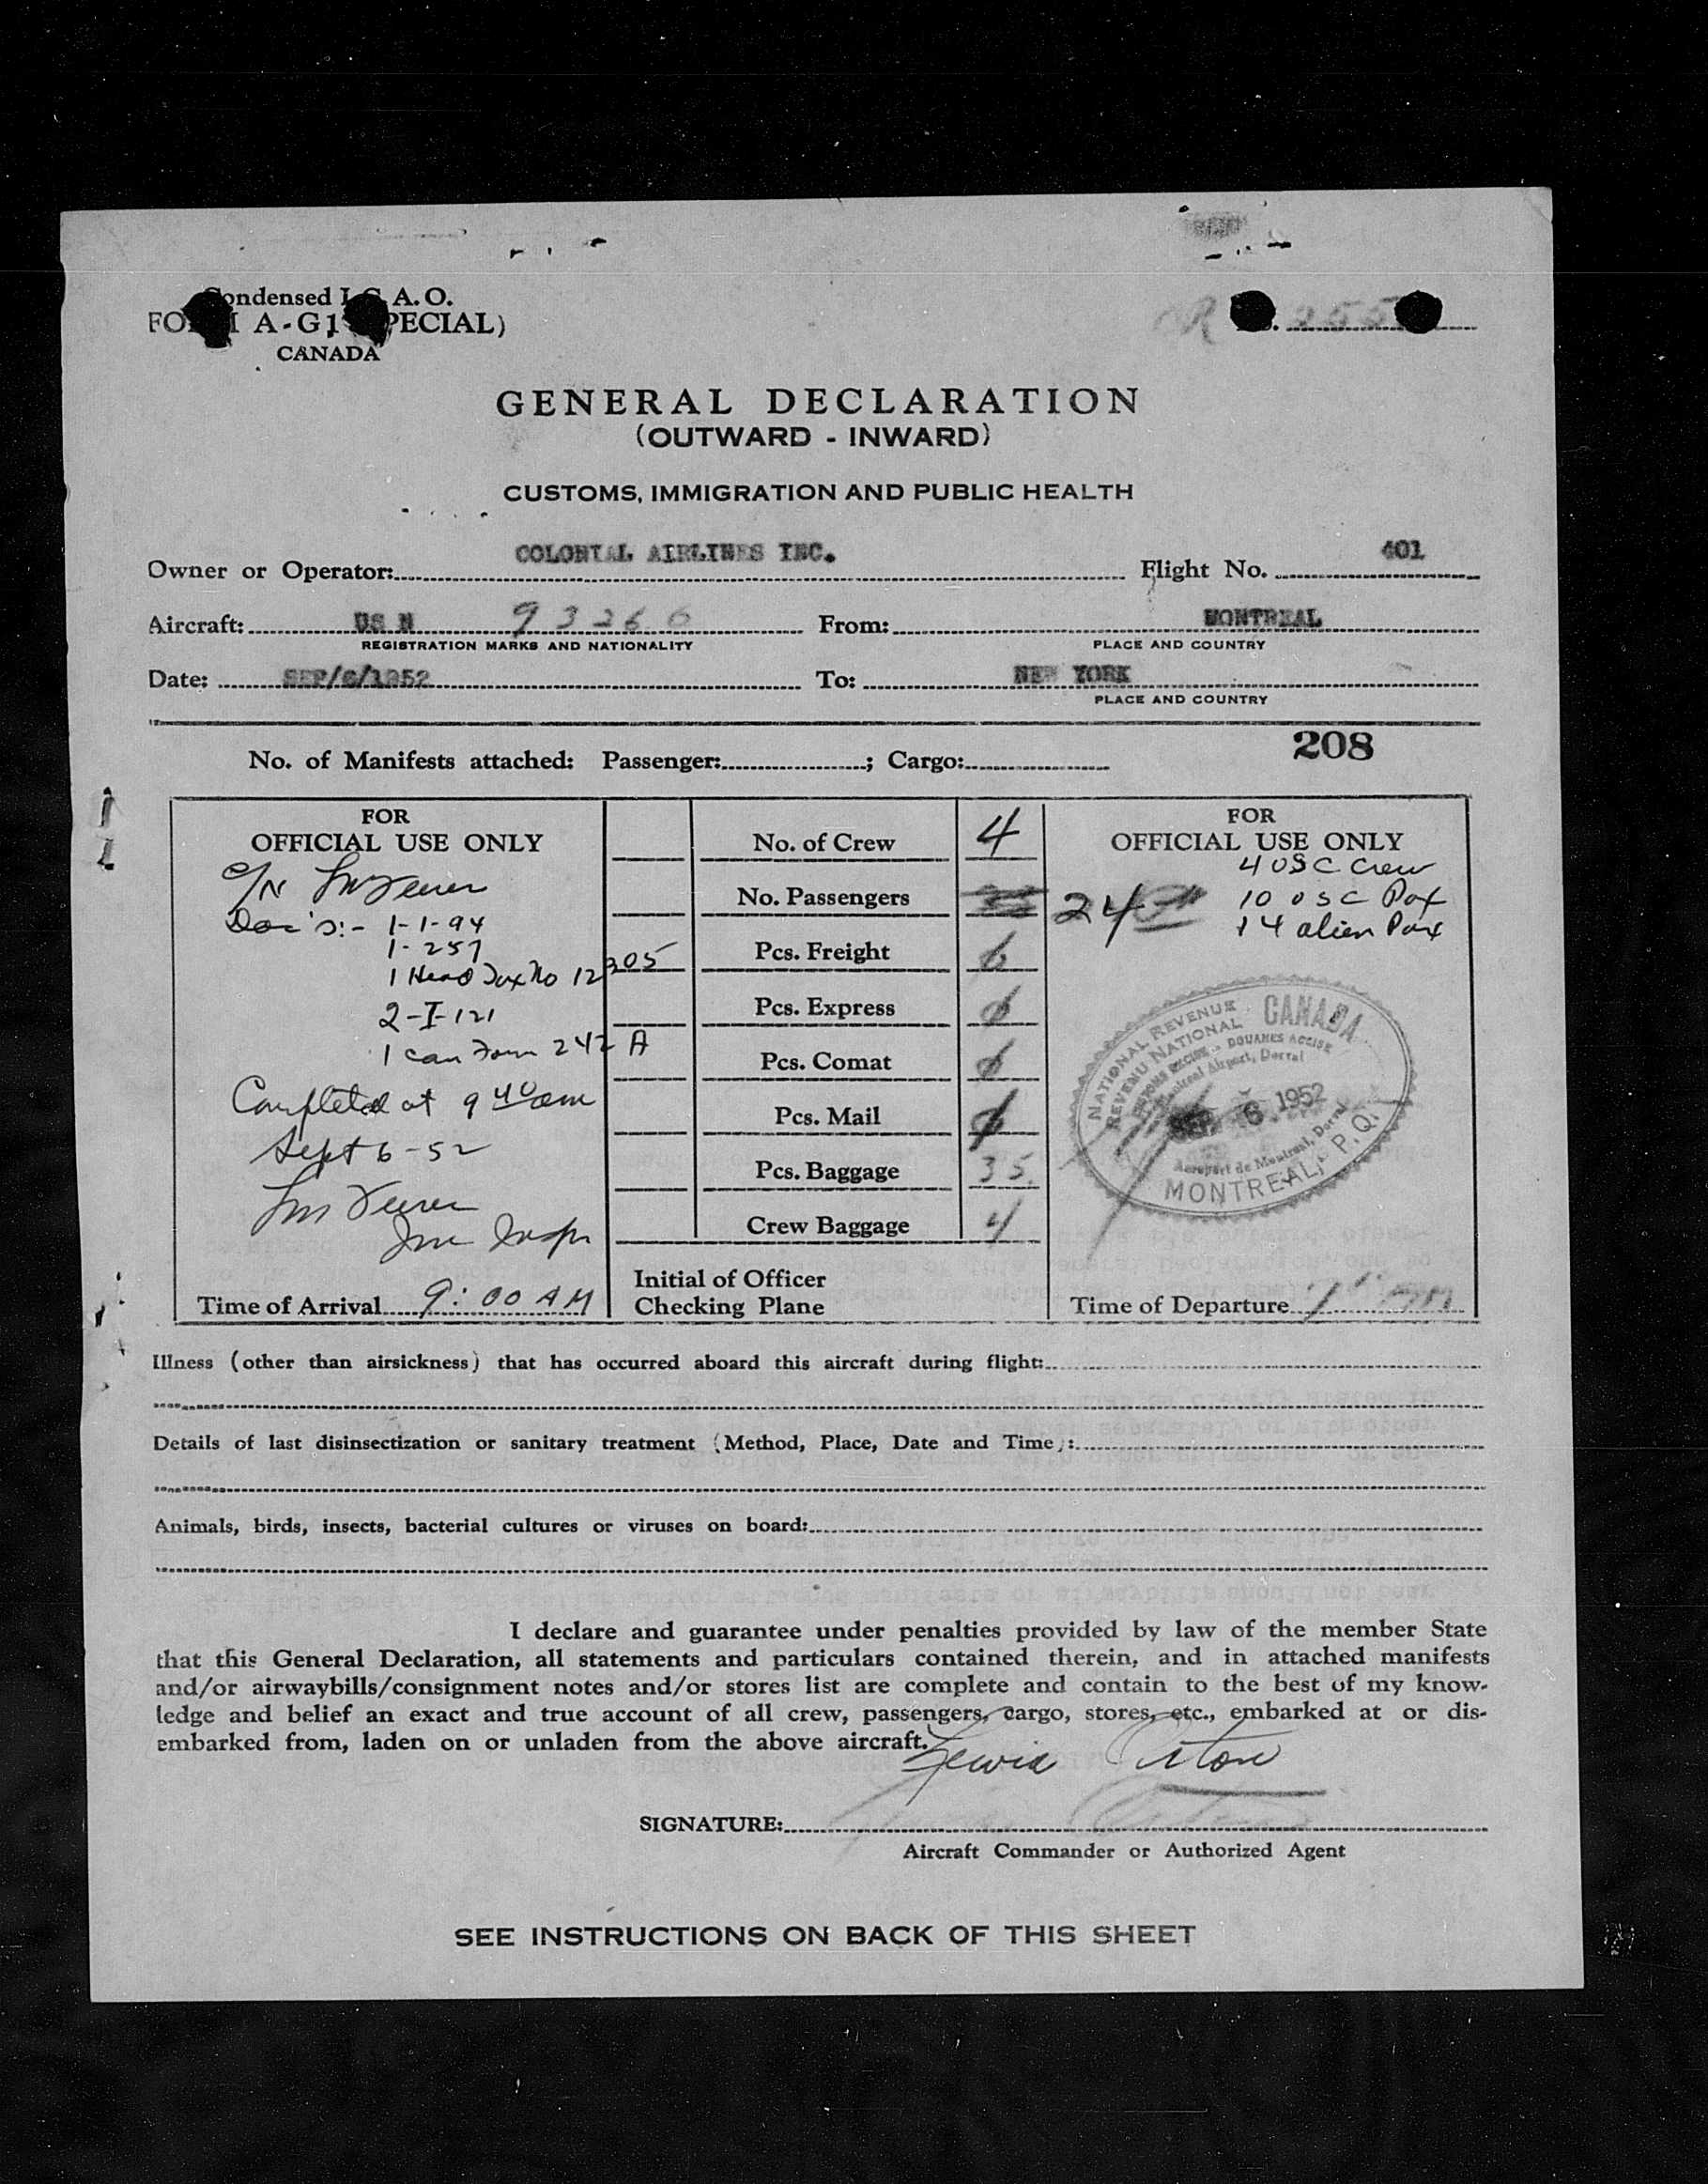 Condensed I.C.A.O.
FORM A-G1 (SPECIAL)
CANADA
GENERAL DECLARATION
(OUTWARD - INWARD)
CUSTOMS, IMMIGRATION AND PUBLIC HEALTH
Owner or Operator: COLONIAL AIRLINES INC. Flight No. 401
Aircraft: US N 93266 From: MONTREAL
REGISTRATION MARKS AND NATIONALITY PLACE AND COUNTRY
Date: SEP/6/1952 To: NEW YORK
PLACE AND COUNTRY
208
No. of Manifests attached: Passenger: ; Cargo:
FOR
OFFICIAL USE ONLY
Doc's:- 1-1-94
1-257
1 Head Tax No 12305
2-I-121
1 Can Form 242 A
Completed at 9 40 am
Sept 6-52
Time of Arrival 9:00 AM
No. of Crew 4
No. Passengers 24
Pcs. Freight
Pcs. Express
Pcs. Comat
Pcs. Mail
Pcs. Baggage 35
Crew Baggage 4
Initial of Officer
Checking Plane
FOR
OFFICIAL USE ONLY
4 USC Crew
10 USC Pax
14 alien Pax
NATIONAL REVENUE CANADA
REVENU NATIONAL
CUSTOMS EXCISE - DOUANES ACCISE
Montreal Airport, Dorval
SEP 6 1952
Aeroport de Montreal, Dorval
MONTREAL, P.Q.
Time of Departure
Illness (other than airsickness) that has occurred aboard this aircraft during flight:
Details of last disinsectization or sanitary treatment (Method, Place, Date and Time):
Animals, birds, insects, bacterial cultures or viruses on board:
I declare and guarantee under penalties provided by law of the member State
that this General Declaration, all statements and particulars contained therein, and in attached manifests
and/or airwaybills/consignment notes and/or stores list are complete and contain to the best of my know-
ledge and belief an exact and true account of all crew, passengers, cargo, stores, etc., embarked at or dis-
embarked from, laden on or unladen from the above aircraft.
SIGNATURE:
Aircraft Commander or Authorized Agent
SEE INSTRUCTIONS ON BACK OF THIS SHEET